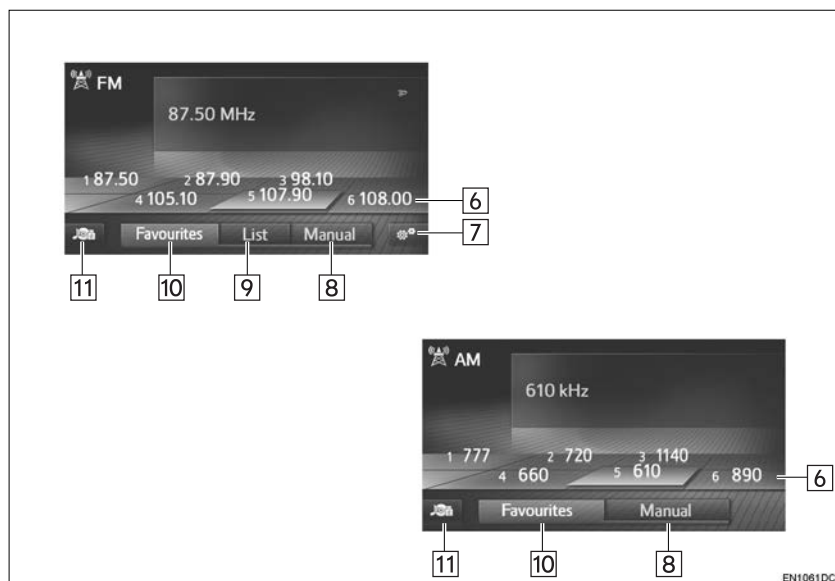 FM
87.50 MHz
1 87.50 2 87.90 3 98.10
4 105.10 5 107.90 6 108.00
6
Favourites List Manual
7
11 10 9 8
AM
610 kHz
1 777 2 720 3 1140
4 660 5 610 6 890
6
Favourites Manual
11 10 8
EN1061DC